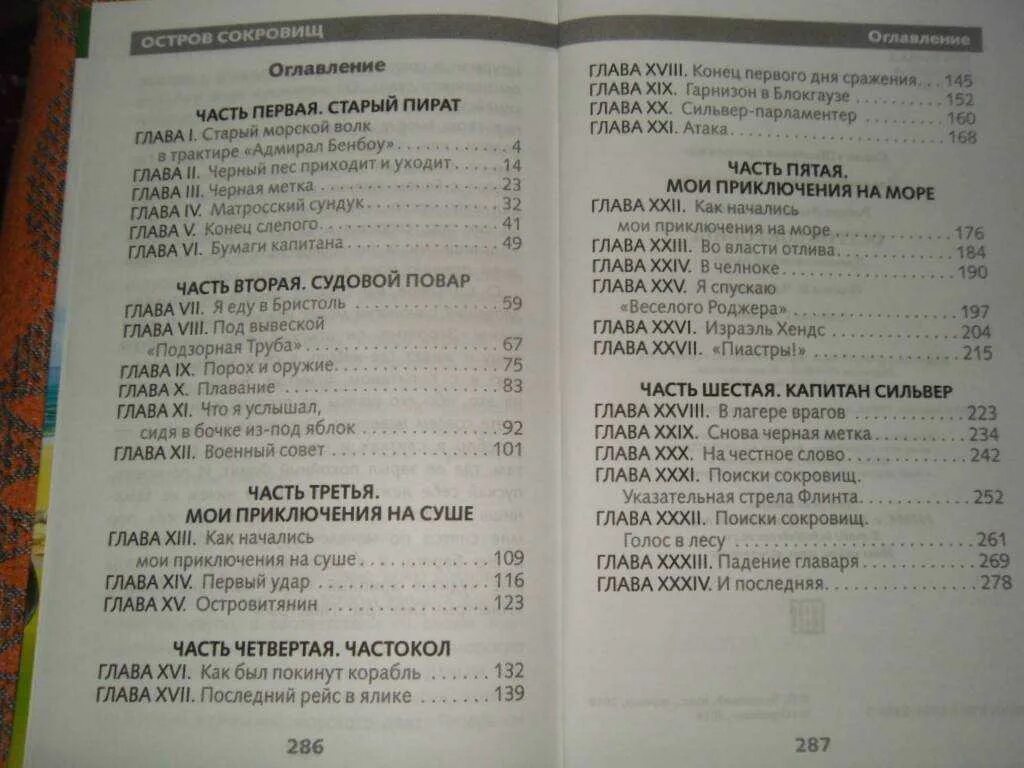 ОСТРОВ СОКРОВИЩ
Оглавление
ЧАСТЬ ПЕРВАЯ. СТАРЫЙ ПИРАТ
ГЛАВА I. Старый морской волк
в трактире «Адмирал Бенбоу» 4
ГЛАВА II. Черный пес приходит и уходит 14
ГЛАВА III. Черная метка 23
ГЛАВА IV. Матросский сундук 32
ГЛАВА V. Конец слепого 41
ГЛАВА VI. Бумаги капитана 49
ЧАСТЬ ВТОРАЯ. СУДОВОЙ ПОВАР
ГЛАВА VII. Я еду в Бристоль 59
ГЛАВА VIII. Под вывеской
«Подзорная Труба» 67
ГЛАВА IX. Порох и оружие 75
ГЛАВА X. Плавание 83
ГЛАВА XI. Что я услышал,
сидя в бочке из-под яблок 92
ГЛАВА XII. Военный совет 101
ЧАСТЬ ТРЕТЬЯ.
МОИ ПРИКЛЮЧЕНИЯ НА СУШЕ
ГЛАВА XIII. Как начались
мои приключения на суше 109
ГЛАВА XIV. Первый удар 116
ГЛАВА XV. Островитянин 123
ЧАСТЬ ЧЕТВЕРТАЯ. ЧАСТОКОЛ
ГЛАВА XVI. Как был покинут корабль 132
ГЛАВА XVII. Последний рейс в ялике 139
286
Оглавление
ГЛАВА XVIII. Конец первого дня сражения 145
ГЛАВА XIX. Гарнизон в Блокгаузе 152
ГЛАВА XX. Сильвер-парламентер 160
ГЛАВА XXI. Атака 168
ЧАСТЬ ПЯТАЯ.
МОИ ПРИКЛЮЧЕНИЯ НА МОРЕ
ГЛАВА XXII. Как начались
мои приключения на море 176
ГЛАВА XXIII. Во власти отлива 184
ГЛАВА XXIV. В челноке 190
ГЛАВА XXV. Я спускаю
«Веселого Роджера» 197
ГЛАВА XXVI. Израэль Хендс 204
ГЛАВА XXVII. «Пиастры!» 215
ЧАСТЬ ШЕСТАЯ. КАПИТАН СИЛЬВЕР
ГЛАВА XXVIII. В лагере врагов 223
ГЛАВА XXIX. Снова черная метка 234
ГЛАВА XXX. На честное слово 242
ГЛАВА XXXI. Поиски сокровищ.
Указательная стрела Флинта 252
ГЛАВА XXXII. Поиски сокровищ.
Голос в лесу 261
ГЛАВА XXXIII. Падение главаря 269
ГЛАВА XXXIV. И последняя 278
287